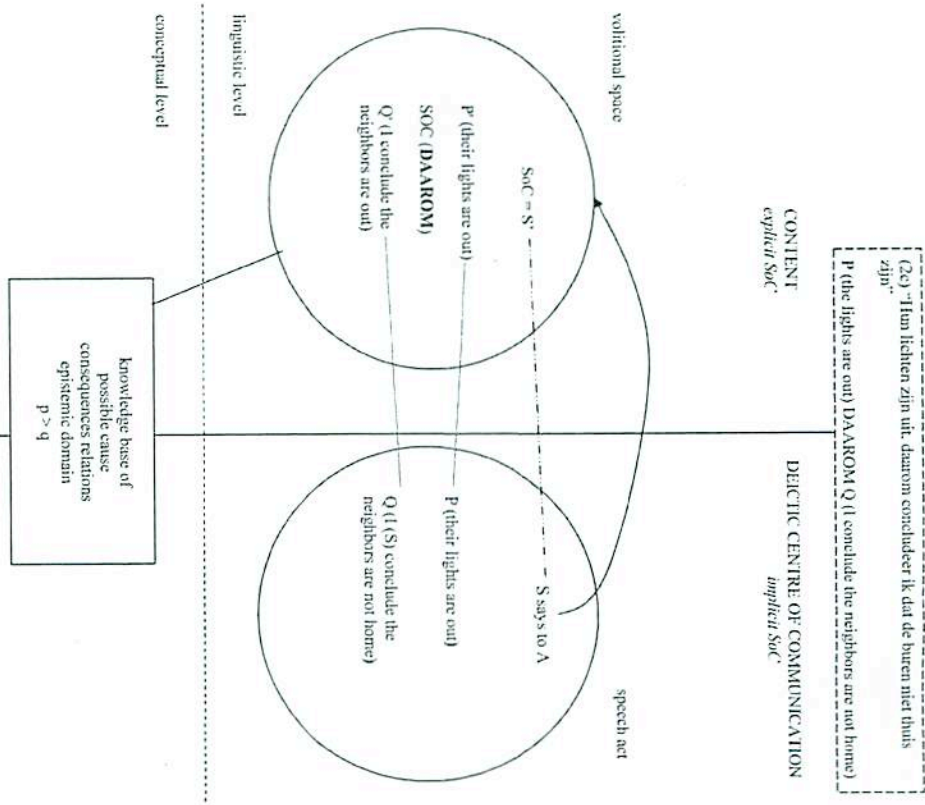 (2c) "Hun lichten zijn uit. daarom concludeer ik dat de buren niet thuis
zijn"
P (the lights are out) DAAROM Q (I conclude the neighbors are not home)
CONTENT
explicit SoC
DEICTIC CENTRE OF COMMUNICATION
implicit SoC
volitional space
speech act
SoC = S'
S says to A
P' (their lights are out)
P (their lights are out)
SOC (DAAROM)
Q' (I conclude the
neighbors are out)
Q (I (S) conclude the
neighbors are not home)
linguistic level
conceptual level
knowledge base of
possible cause
consequences relations
epistemic domain
p > q